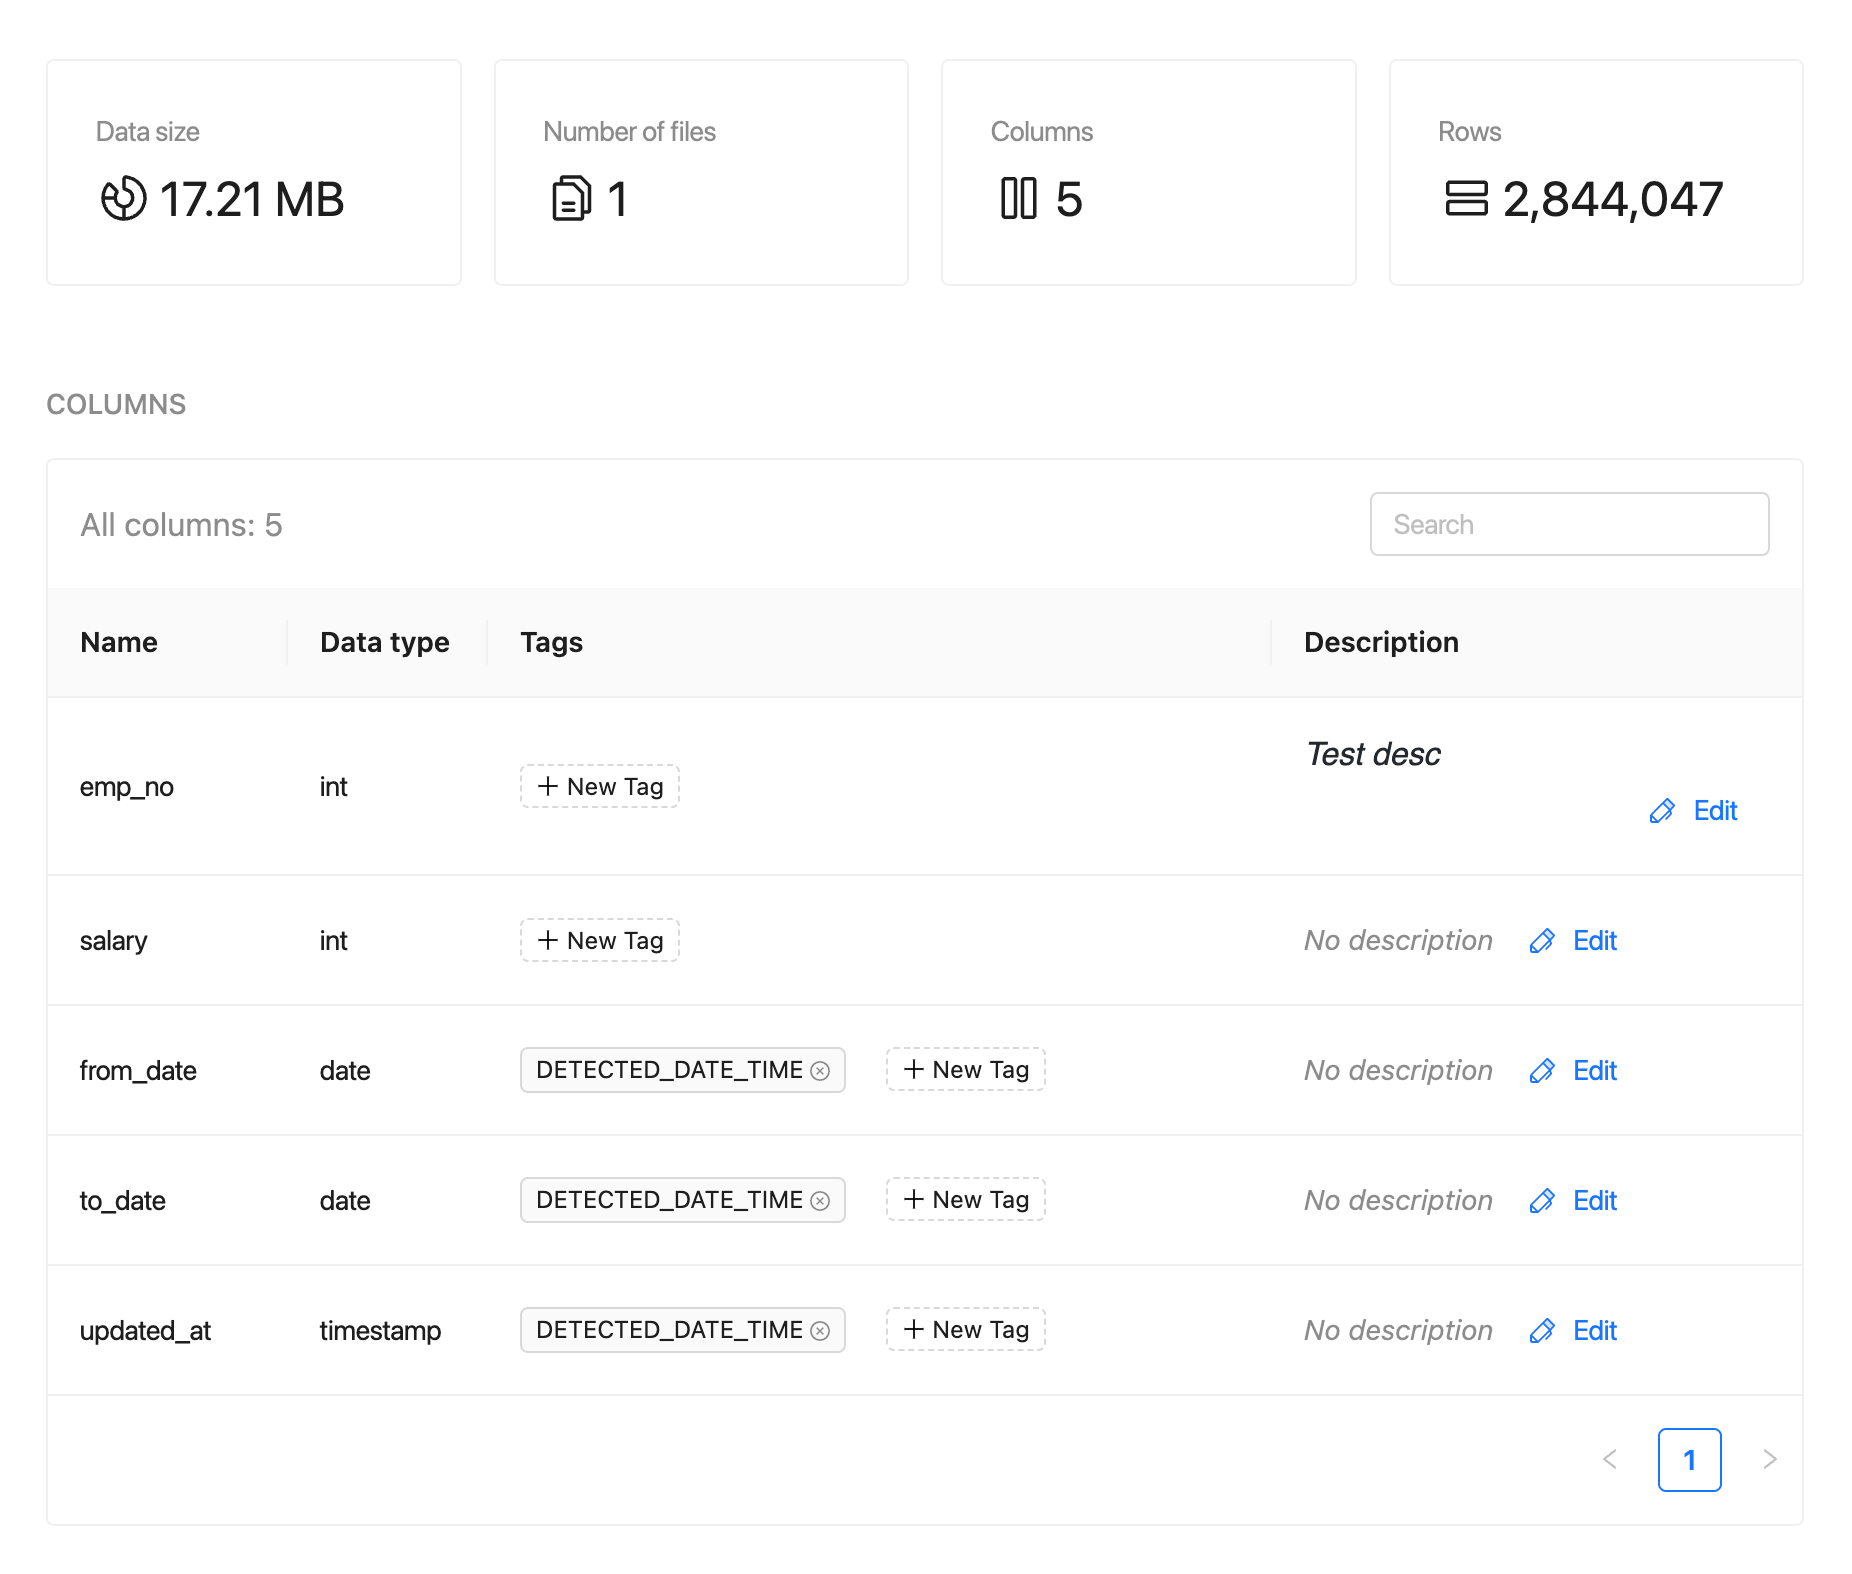 Data size
17.21 MB
Number of files
1
Columns
5
Rows
2,844,047
COLUMNS
All columns: 5
Search
Name Data type Tags Description
emp_no int + New Tag Test desc
Edit
salary int + New Tag No description Edit
from_date date DETECTED_DATE_TIME + New Tag No description Edit
to_date date DETECTED_DATE_TIME + New Tag No description Edit
updated_at timestamp DETECTED_DATE_TIME + New Tag No description Edit
< 1 >